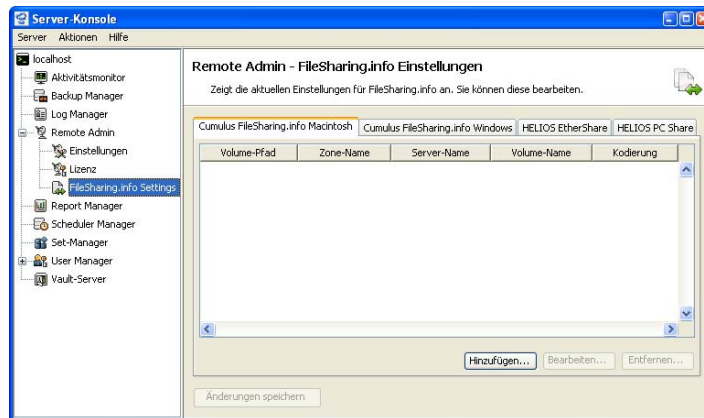 Server-Konsole
Server Aktionen Hilfe
localhost
Aktivitätsmonitor
Backup Manager
Log Manager
Remote Admin
Einstellungen
Lizenz
FileSharing.info Settings
Report Manager
Scheduler Manager
Set-Manager
User Manager
Vault-Server
Remote Admin - FileSharing.info Einstellungen
Zeigt die aktuellen Einstellungen für FileSharing.info an. Sie können diese bearbeiten.
Cumulus FileSharing.info Macintosh Cumulus FileSharing.info Windows HELIOS EtherShare HELIOS PC Share
Volume-Pfad Zone-Name Server-Name Volume-Name Kodierung
Hinzufügen... Bearbeiten... Entfernen...
Änderungen speichern